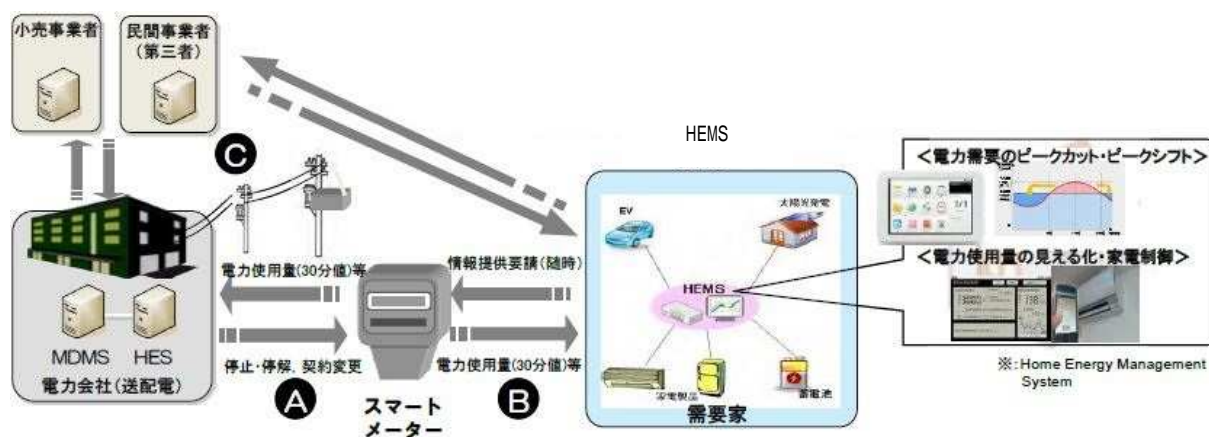 小売事業者
民間事業者
(第三者)
C
HEMS
<電力需要のピークカット・ピークシフト>
EV
太陽光発電
電力使用量(30分値)等
情報提供要請(随時)
<電力使用量の見える化・家電制御>
HEMS
MDMS
HES
停止・停解、契約変更
電力使用量(30分値)等
電力会社(送配電)
A
B
スマート
メーター
家電製品
蓄電池
需要家
※:Home Energy Management
System